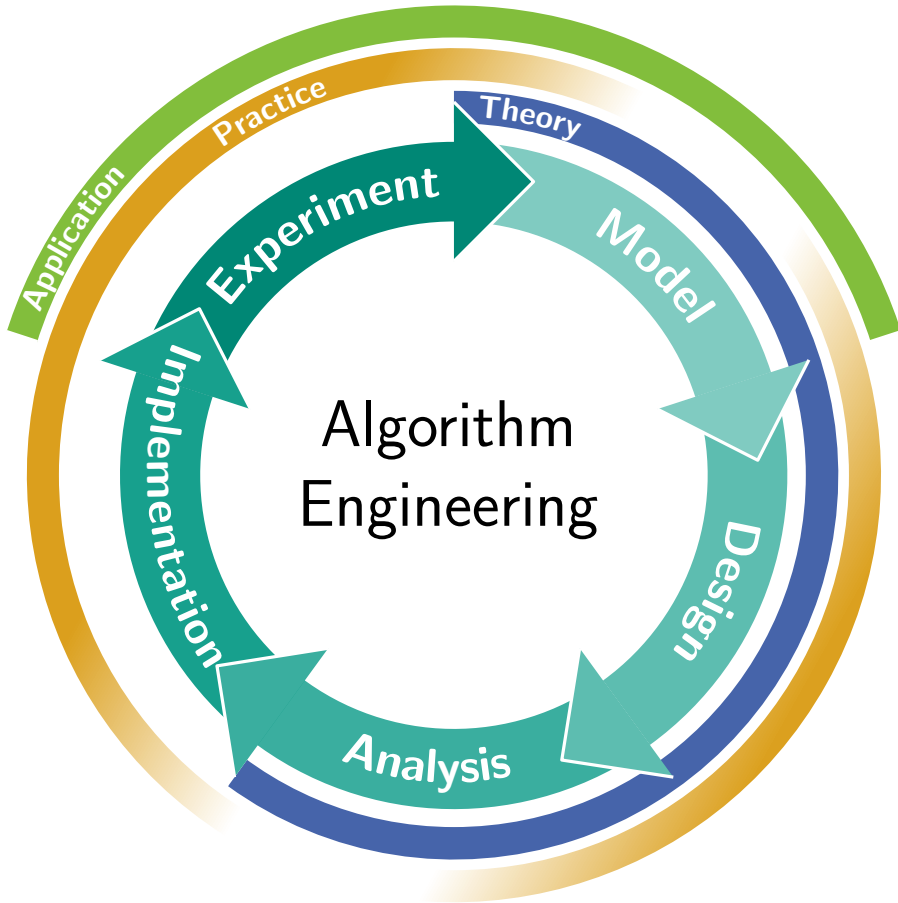 Application
Practice
Theory
Experiment
Model
Design
Analysis
Implementation
Algorithm
Engineering